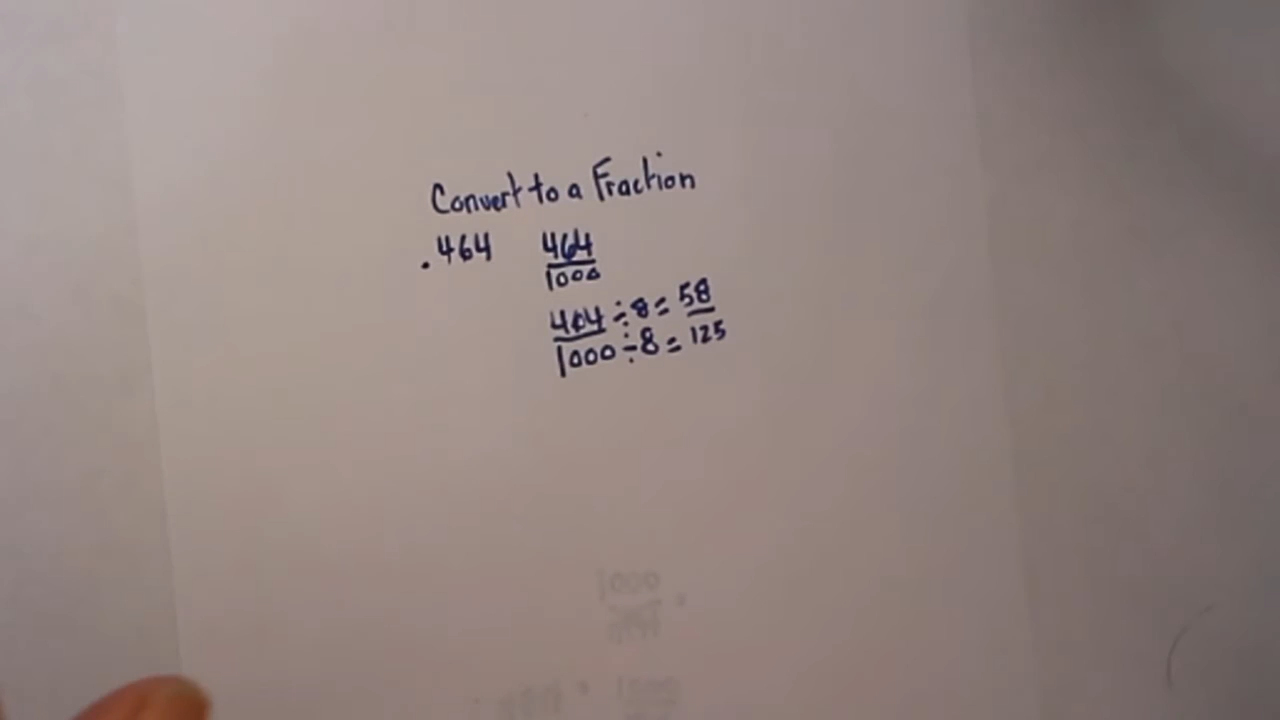 Convert to a Fraction
.464 464/1000
464 ÷ 8 = 58
1000 ÷ 8 = 125